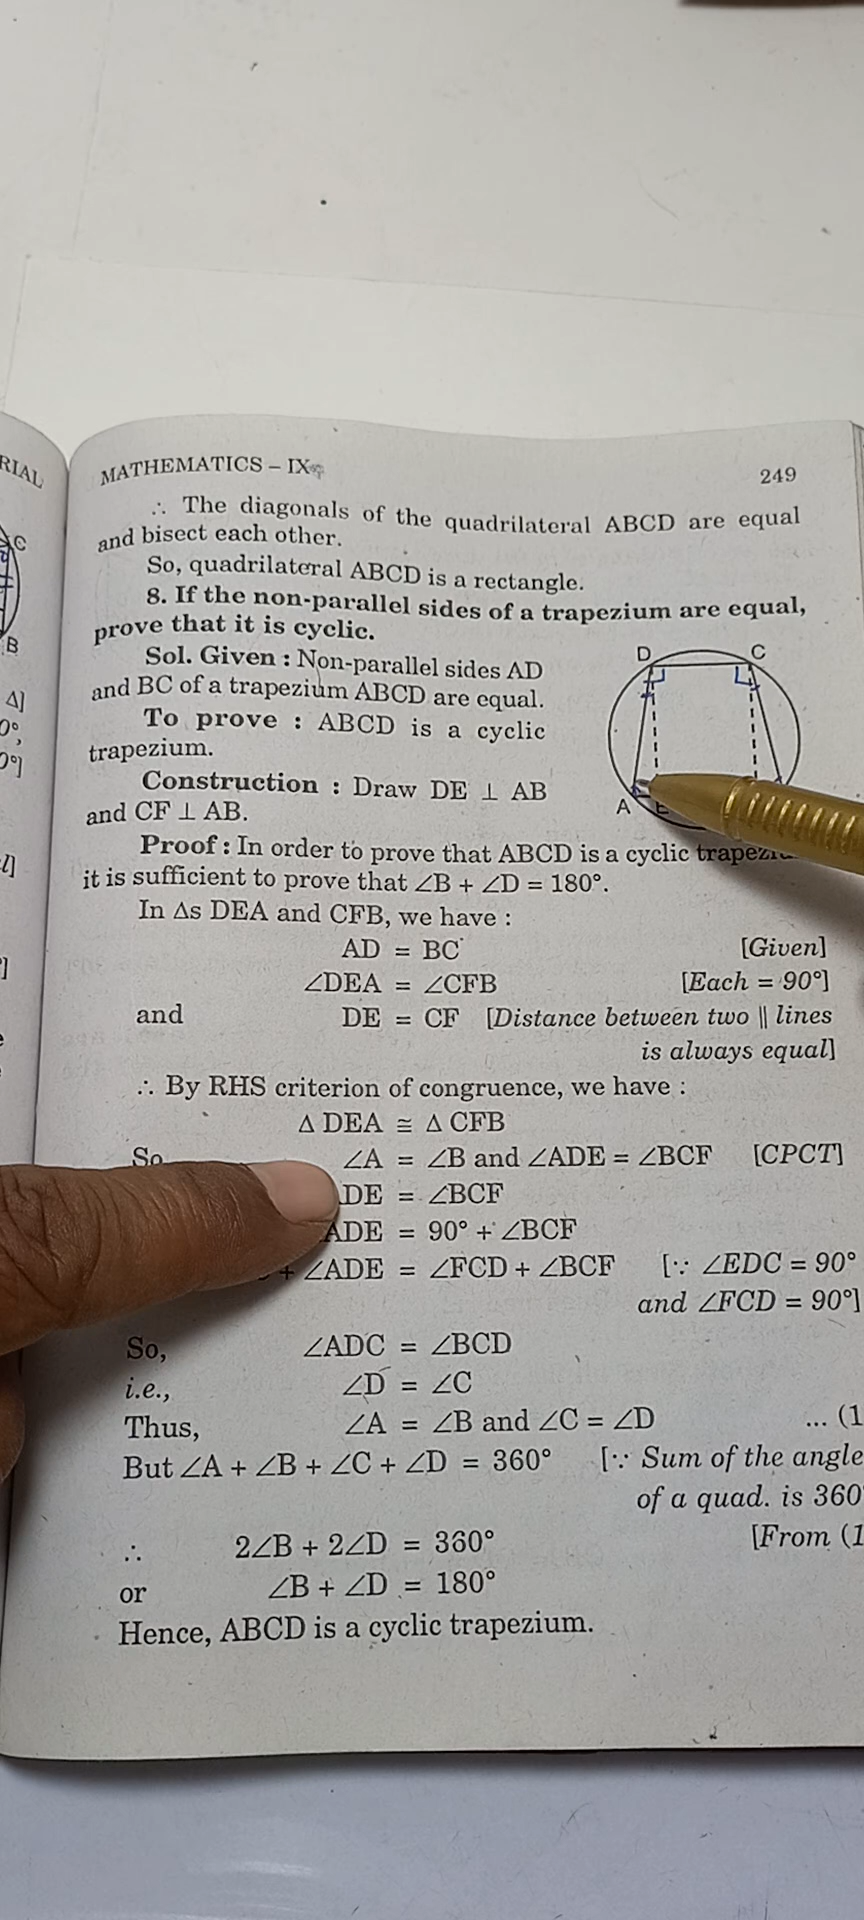 RIAL
C
B
Δ]
MATHEMATICS – IX
249
∴ The diagonals of the quadrilateral ABCD are equal
and bisect each other.
So, quadrilateral ABCD is a rectangle.
8. If the non-parallel sides of a trapezium are equal,
prove that it is cyclic.
Sol. Given : Non-parallel sides AD
and BC of a trapezium ABCD are equal.
To prove : ABCD is a cyclic
trapezium.
Construction : Draw DE ⊥ AB
and CF ⊥ AB.
D C
A E
Proof : In order to prove that ABCD is a cyclic
it is sufficient to prove that ∠B + ∠D = 180°.
In Δs DEA and CFB, we have :
AD = BC [Given]
∠DEA = ∠CFB [Each = 90°]
and DE = CF [Distance between two || lines
is always equal]
∴ By RHS criterion of congruence, we have :
Δ DEA ≅ Δ CFB
So ∠A = ∠B and ∠ADE = ∠BCF [CPCT]
DE = ∠BCF
ADE = 90° + ∠BCF
+ ∠ADE = ∠FCD + ∠BCF [∵ ∠EDC = 90°
and ∠FCD = 90°]
So, ∠ADC = ∠BCD
i.e., ∠D = ∠C
Thus, ∠A = ∠B and ∠C = ∠D ... (1
But ∠A + ∠B + ∠C + ∠D = 360° [∵ Sum of the angle
of a quad. is 360
∴ 2∠B + 2∠D = 360° [From (1
or ∠B + ∠D = 180°
Hence, ABCD is a cyclic trapezium.